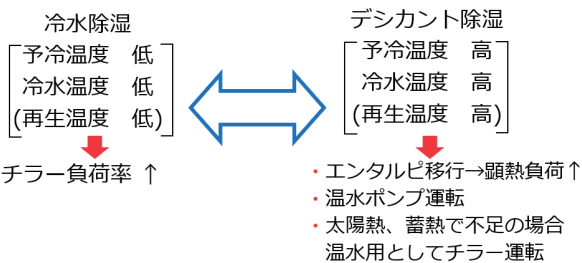 冷水除湿
予冷温度　低
冷水温度　低
(再生温度　低)
チラー負荷率 ↑
デシカント除湿
予冷温度　高
冷水温度　高
(再生温度　高)
・エンタルピ移行→顕熱負荷↑
・温水ポンプ運転
・太陽熱、蓄熱で不足の場合
温水用としてチラー運転